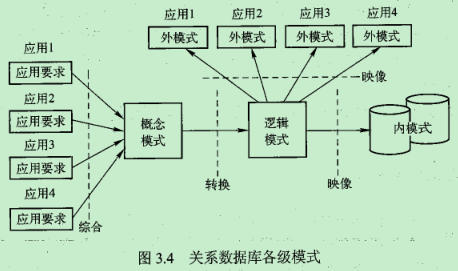 应用1 应用2 应用3 应用4
外模式 外模式 外模式 外模式
映像
应用1
应用要求
应用2
应用要求
应用3
应用要求
应用4
应用要求
综合
概念
模式
转换
逻辑
模式
映像
内模式
图 3.4 关系数据库各级模式